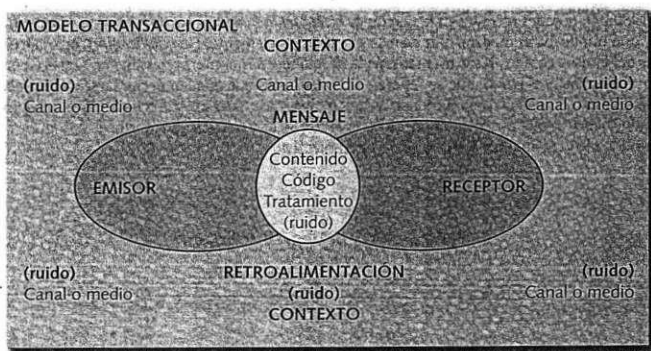 MODELO TRANSACCIONAL
CONTEXTO
(ruido)
Canal o medio
Canal o medio
(ruido)
Canal o medio
MENSAJE
EMISOR
Contenido
Código
Tratamiento
(ruido)
RECEPTOR
(ruido)
Canal o medio
RETROALIMENTACION
(ruido)
CONTEXTO
(ruido)
Canal o medio